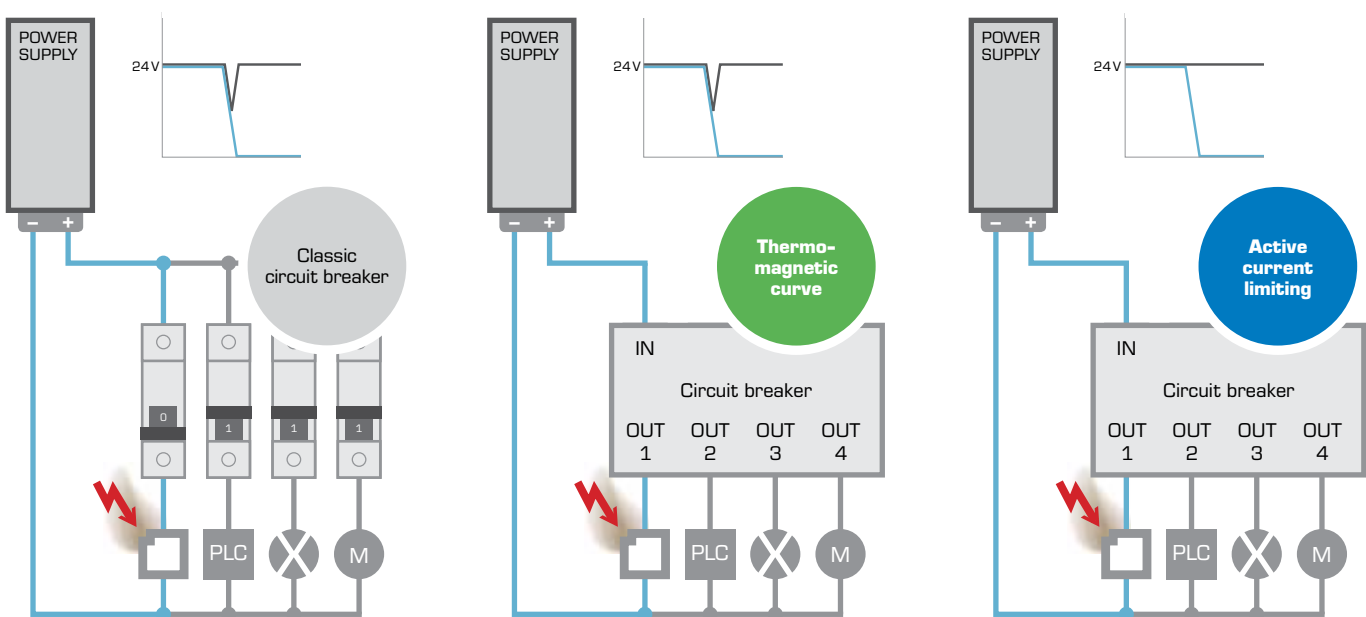 POWER
SUPPLY
24V
− +
Classic
circuit breaker
0 1 1 1
PLC M
POWER
SUPPLY
24V
− +
Thermo-
magnetic
curve
IN
Circuit breaker
OUT OUT OUT OUT
1 2 3 4
PLC M
POWER
SUPPLY
24V
− +
Active
current
limiting
IN
Circuit breaker
OUT OUT OUT OUT
1 2 3 4
PLC M